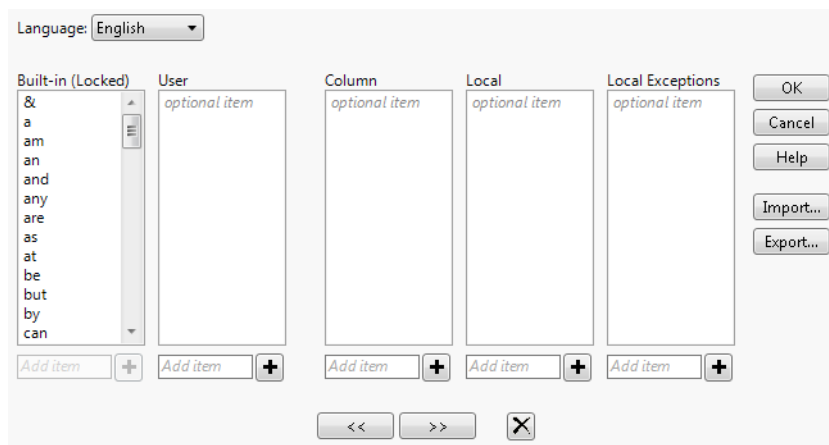 Language: English
Built-in (Locked) User Column Local Local Exceptions
& optional item optional item optional item optional item
a
am
an
and
any
are
as
at
be
but
by
can
Add item Add item Add item Add item Add item
OK
Cancel
Help
Import...
Export...
<< >>